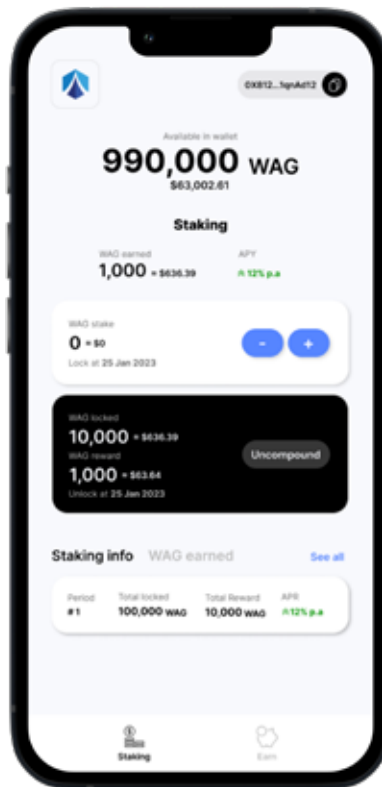 0X812...1qnAd12
Available in wallet
990,000 WAG
$63,002.61
Staking
WAG earned APY
1,000 ≈ $636.39 12% p.a
WAG stake
0 ≈ $0
- +
Lock at 25 Jan 2023
WAG locked
10,000 ≈ $636.39
WAG reward
Uncompound
1,000 ≈ $63.64
Unlock at 25 Jan 2023
Staking info WAG earned See all
Period Total locked Total Reward APR
#1 100,000 WAG 10,000 WAG 12% p.a
Staking Earn